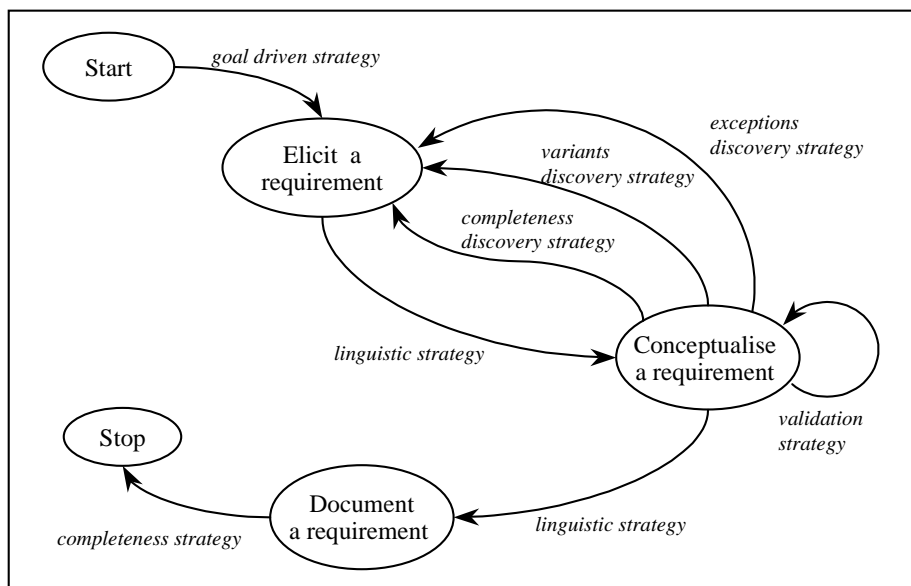 goal driven strategy
Start
exceptions
discovery strategy
Elicit a
requirement
variants
discovery strategy
completeness
discovery strategy
linguistic strategy
Conceptualise
a requirement
validation
strategy
Stop
Document
a requirement
linguistic strategy
completeness strategy